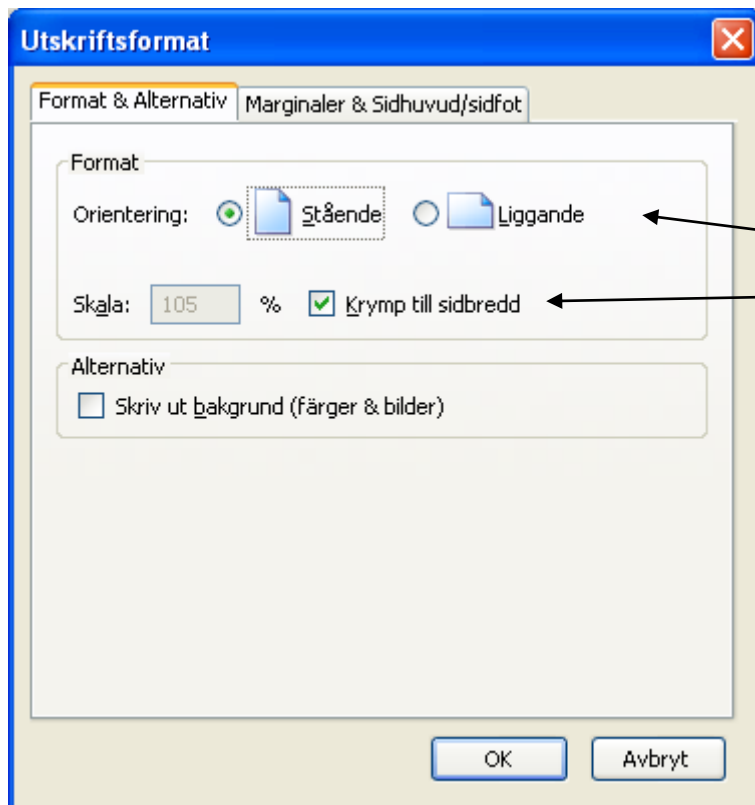 Utskriftsformat
Format & Alternativ Marginaler & Sidhuvud/sidfot
Format
Orientering: Stående Liggande
Skala: 105 % Krymp till sidbredd
Alternativ
Skriv ut bakgrund (färger & bilder)
OK Avbryt